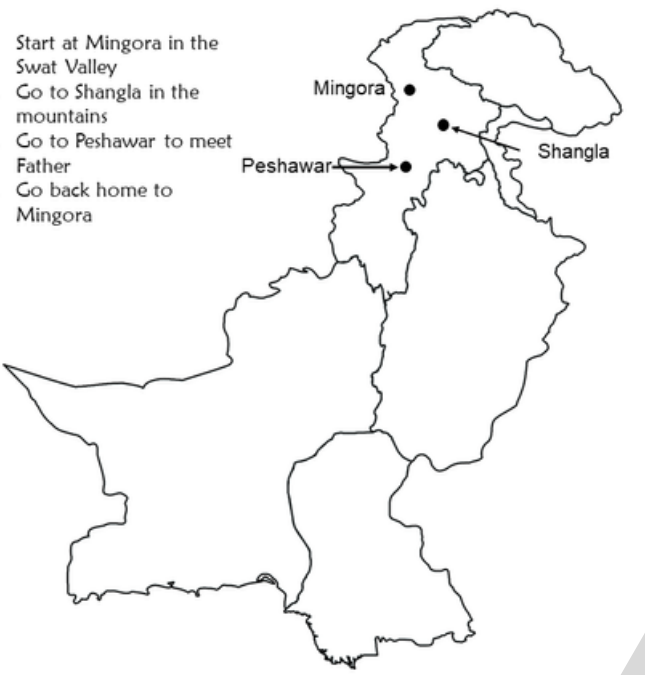 Start at Mingora in the
Swat Valley
Go to Shangla in the
mountains
Go to Peshawar to meet
Father
Go back home to
Mingora
Mingora
Shangla
Peshawar